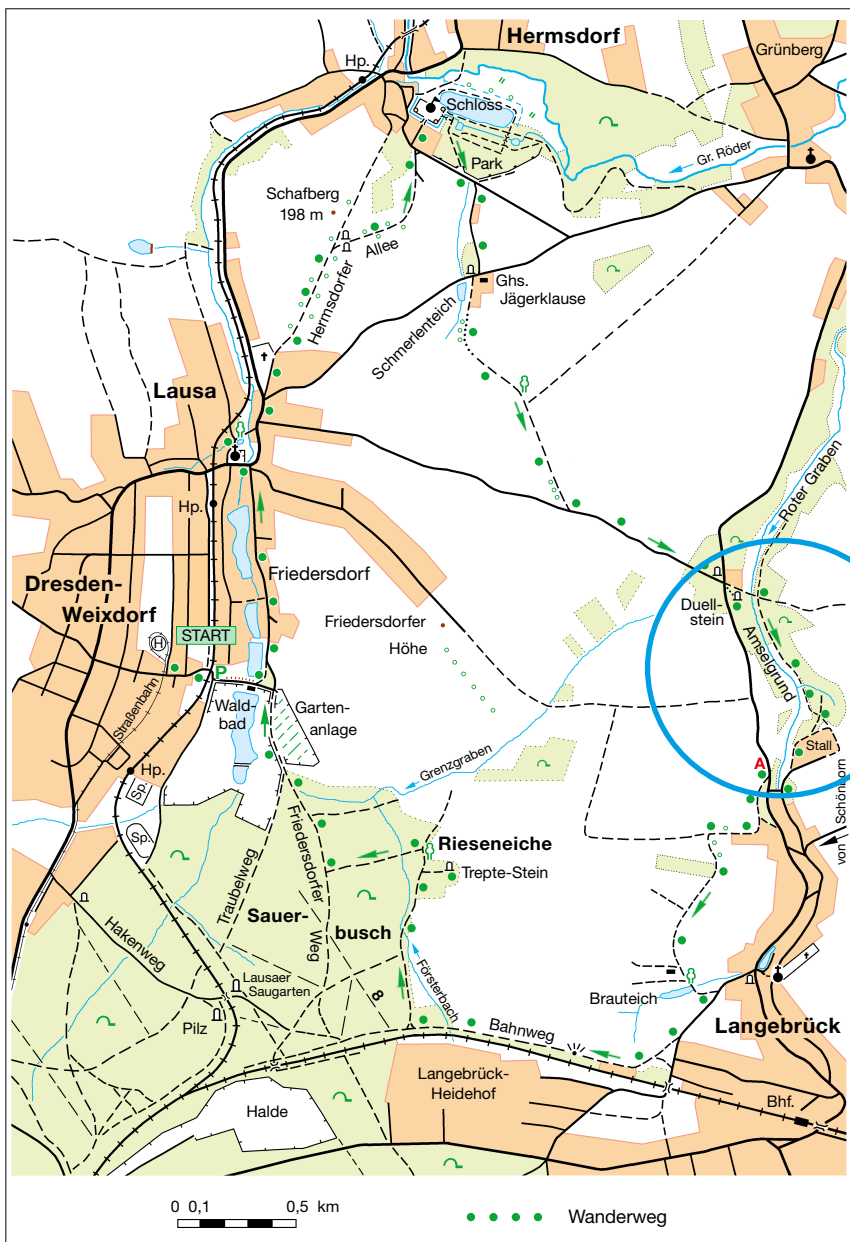 Hermsdorf
Grünberg
Hp.
Schloss
Gr. Röder
Park
Schafberg
198 m
Allee
Hermsdorfer
Ghs.
Jägerklause
Schmerlenteich
Lausa
Roter Graben
Hp.
Dresden-
Weixdorf
Friedersdorf
START
H
P
Straßenbahn
Friedersdorfer
Höhe
Duell-
stein
Amselgrund
Wald-
bad
Garten-
anlage
Stall
A
von Schönborn
Hp.
Sp.
Sp.
Grenzgraben
Rieseneiche
Trepte-Stein
Traubelweg
Friedersdorfer
Weg
Sauer-
busch
Hakenweg
Lausaer
Saugarten
Pilz
8
Försterbach
Brauteich
Langebrück
Bahnweg
Langebrück-
Heidehof
Bhf.
Halde
0 0,1 0,5 km
Wanderweg